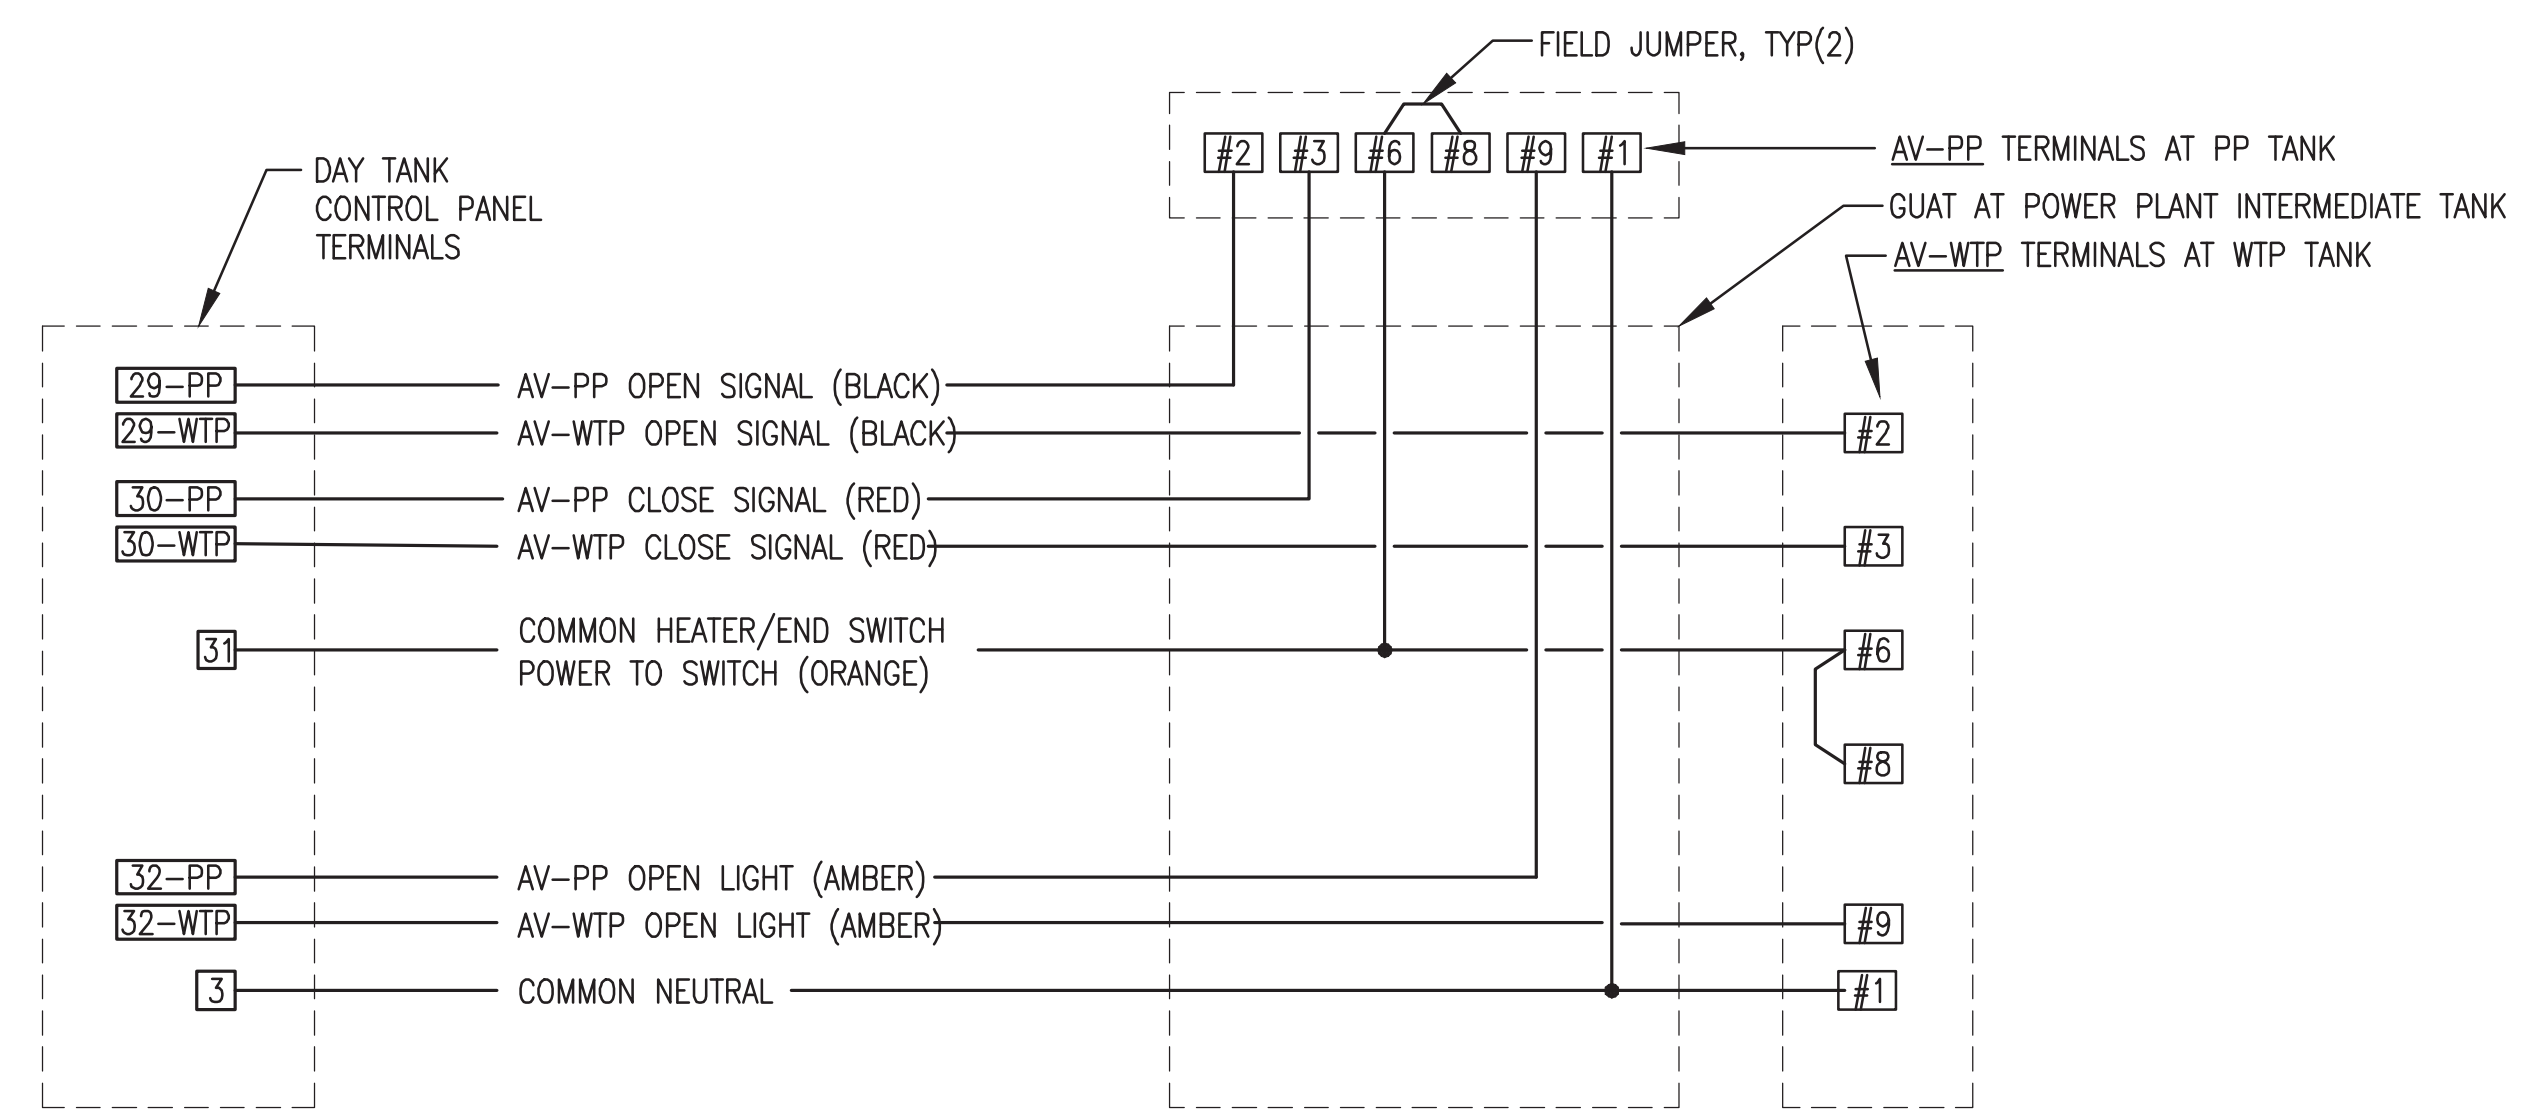 FIELD JUMPER, TYP(2)
#2 #3 #6 #8 #9 #1
AV-PP TERMINALS AT PP TANK
DAY TANK
CONTROL PANEL
TERMINALS
GUAT AT POWER PLANT INTERMEDIATE TANK
AV-WTP TERMINALS AT WTP TANK
29-PP AV-PP OPEN SIGNAL (BLACK)
29-WTP AV-WTP OPEN SIGNAL (BLACK) #2
30-PP AV-PP CLOSE SIGNAL (RED)
30-WTP AV-WTP CLOSE SIGNAL (RED) #3
31 COMMON HEATER/END SWITCH #6
POWER TO SWITCH (ORANGE)
#8
32-PP AV-PP OPEN LIGHT (AMBER)
32-WTP AV-WTP OPEN LIGHT (AMBER) #9
3 COMMON NEUTRAL #1